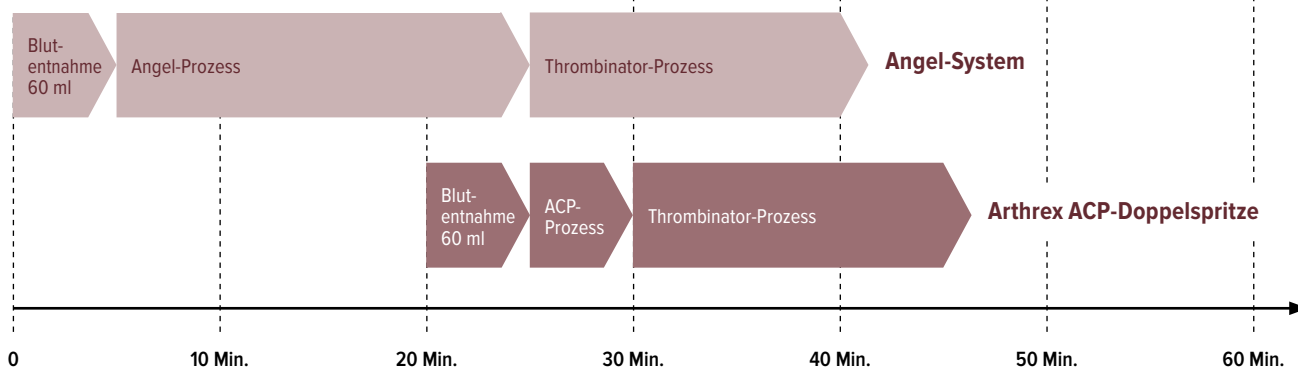 Blut-
entnahme
60 ml
Angel-Prozess
Thrombinator-Prozess
Angel-System
Blut-
entnahme
60 ml
ACP-
Prozess
Thrombinator-Prozess
Arthrex ACP-Doppelspritze
0
10 Min.
20 Min.
30 Min.
40 Min.
50 Min.
60 Min.